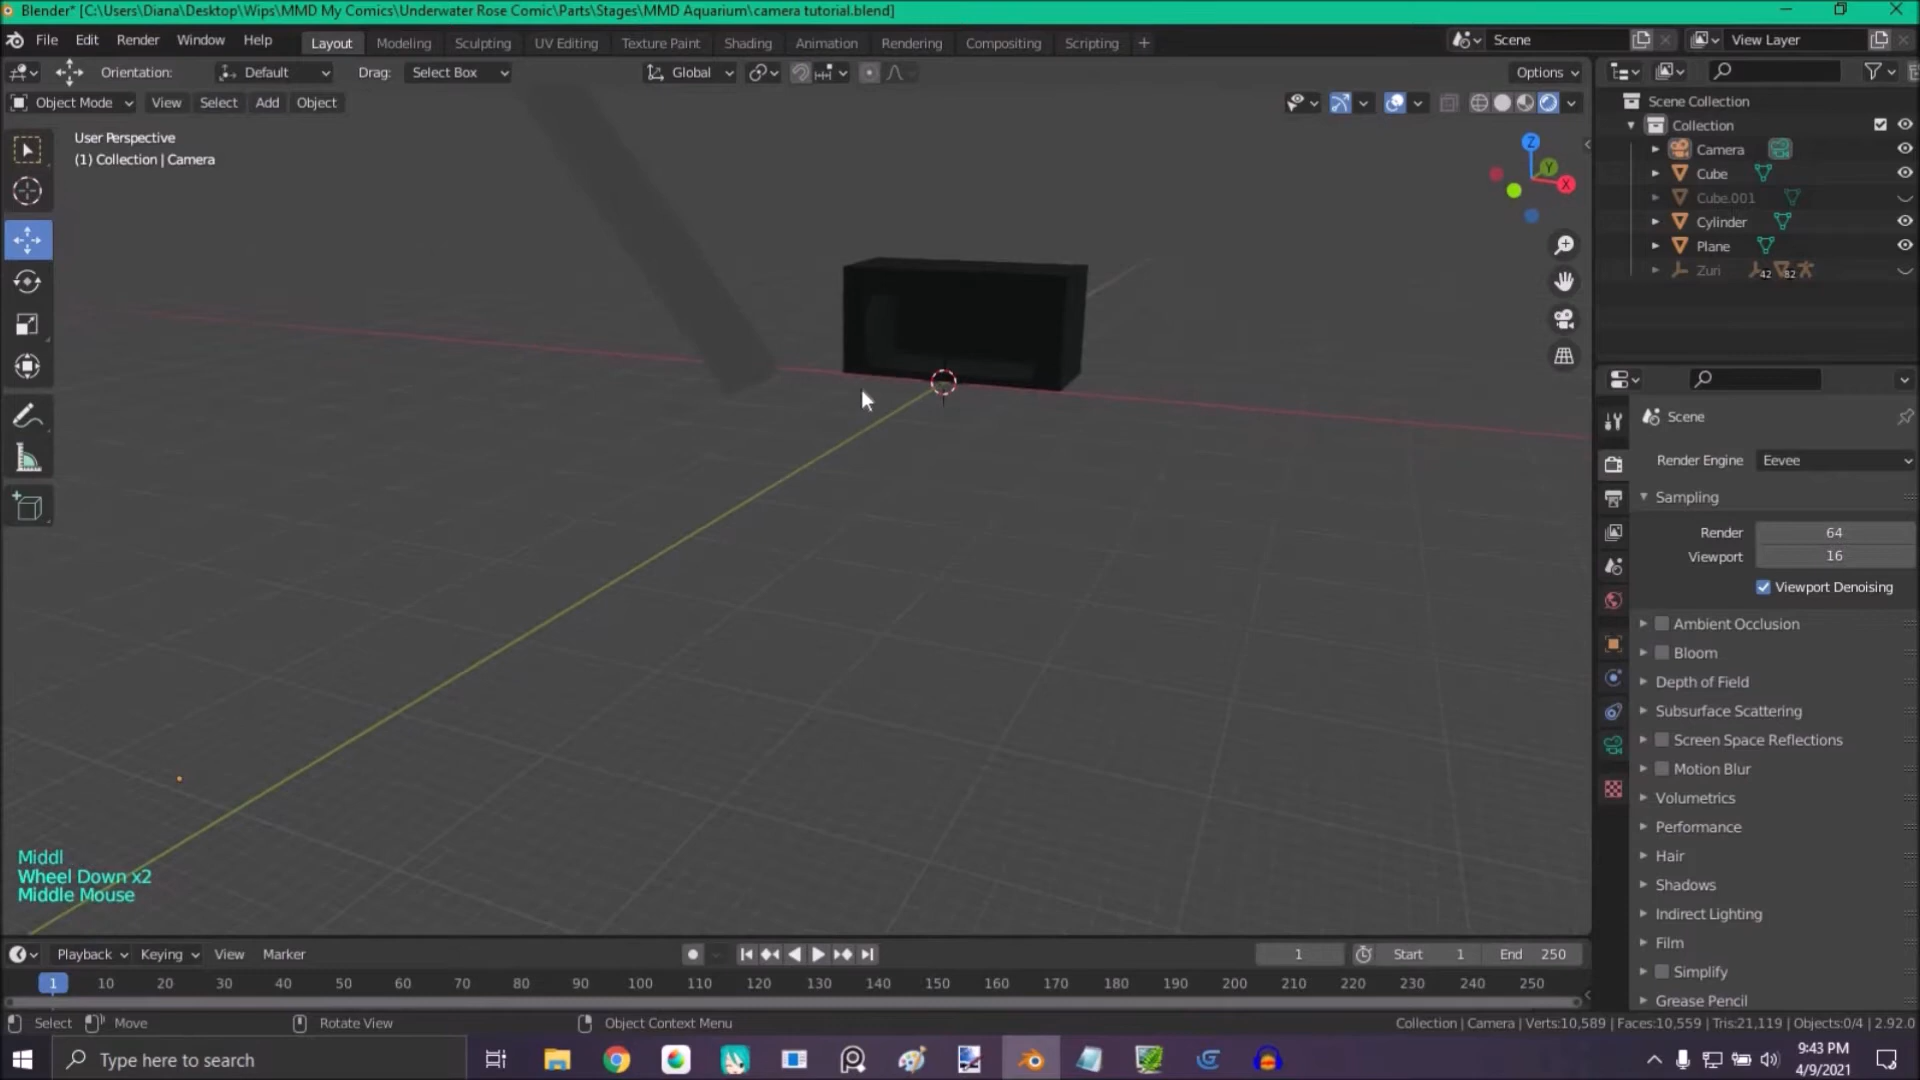 Blender* [C:\Users\Diana\Desktop\Wips\MMD My Comics\Underwater Rose Comic\Parts\Stages\MMD Aquarium\camera tutorial.blend]
File Edit Render Window Help Layout Modeling Sculpting UV Editing Texture Paint Shading Animation Rendering Compositing Scripting + Scene View Layer
Orientation: Default Drag: Select Box Global Options
Object Mode View Select Add Object
User Perspective
(1) Collection | Camera
Z
Y
X
Scene Collection
Collection
Camera
Cube
Cube.001
Cylinder
Plane
Zuri 42 82
Scene
Render Engine Eevee
Sampling
Render 64
Viewport 16
Viewport Denoising
Ambient Occlusion
Bloom
Depth of Field
Subsurface Scattering
Screen Space Reflections
Motion Blur
Volumetrics
Performance
Hair
Shadows
Indirect Lighting
Film
Simplify
Grease Pencil
Middl
Wheel Down x2
Middle Mouse
Playback Keying View Marker 1 Start 1 End 250
1 10 20 30 40 50 60 70 80 90 100 110 120 130 140 150 160 170 180 190 200 210 220 230 240 250
Select Move Rotate View Object Context Menu Collection | Camera | Verts:10,589 | Faces:10,559 | Tris:21,119 | Objects:0/4 | 2.92.0
Type here to search
9:43 PM
4/9/2021